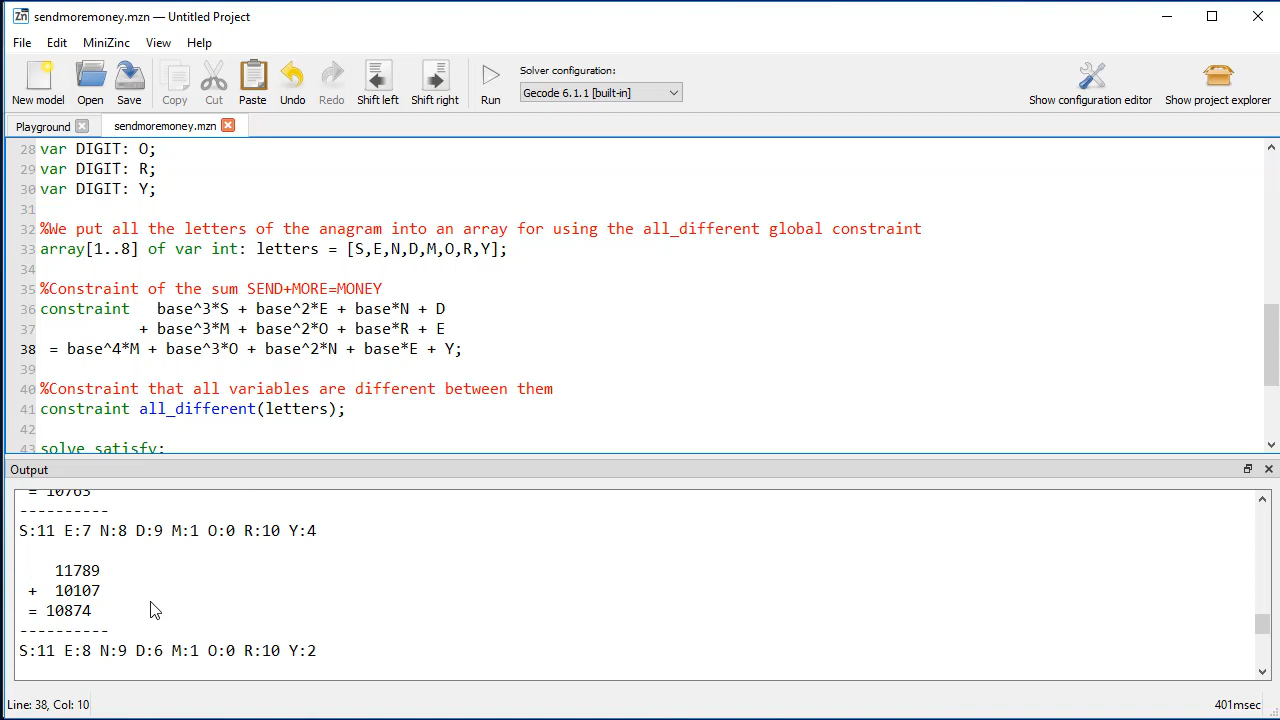 sendmoremoney.mzn — Untitled Project
File Edit MiniZinc View Help
New model Open Save Copy Cut Paste Undo Redo Shift left Shift right Run
Solver configuration:
Gecode 6.1.1 [built-in]
Show configuration editor Show project explorer
Playground sendmoremoney.mzn
28 var DIGIT: O;
29 var DIGIT: R;
30 var DIGIT: Y;
31
32 %We put all the letters of the anagram into an array for using the all_different global constraint
33 array[1..8] of var int: letters = [S,E,N,D,M,O,R,Y];
34
35 %Constraint of the sum SEND+MORE=MONEY
36 constraint   base^3*S + base^2*E + base*N + D
37            + base^3*M + base^2*O + base*R + E
38  = base^4*M + base^3*O + base^2*N + base*E + Y;
39
40 %Constraint that all variables are different between them
41 constraint all_different(letters);
42
43 solve satisfy;
Output
= 10763
----------
S:11 E:7 N:8 D:9 M:1 O:0 R:10 Y:4
11789
+  10107
= 10874
----------
S:11 E:8 N:9 D:6 M:1 O:0 R:10 Y:2
Line: 38, Col: 10
401msec